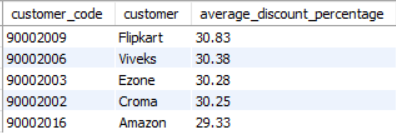 customer_code customer average_discount_percentage
90002009 Flipkart 30.83
90002006 Viveks 30.38
90002003 Ezone 30.28
90002002 Croma 30.25
90002016 Amazon 29.33